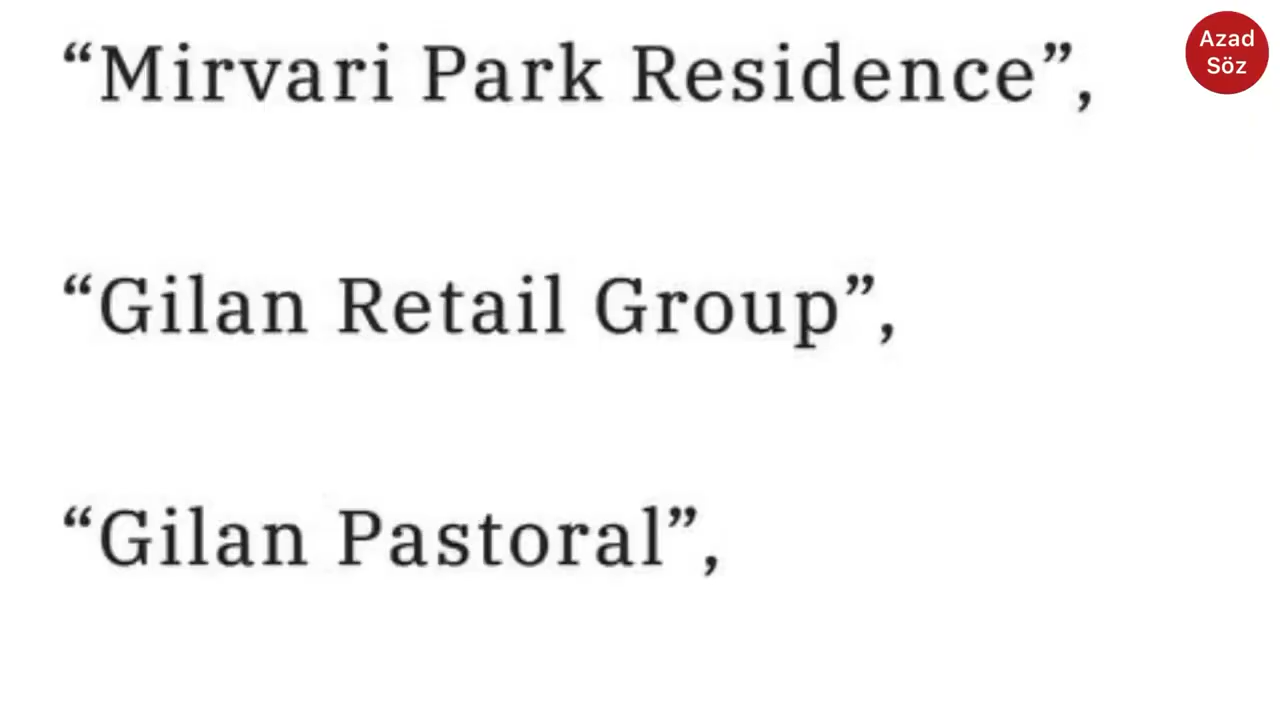 “Mirvari Park Residence”,
Azad
Söz
“Gilan Retail Group”,
“Gilan Pastoral”,